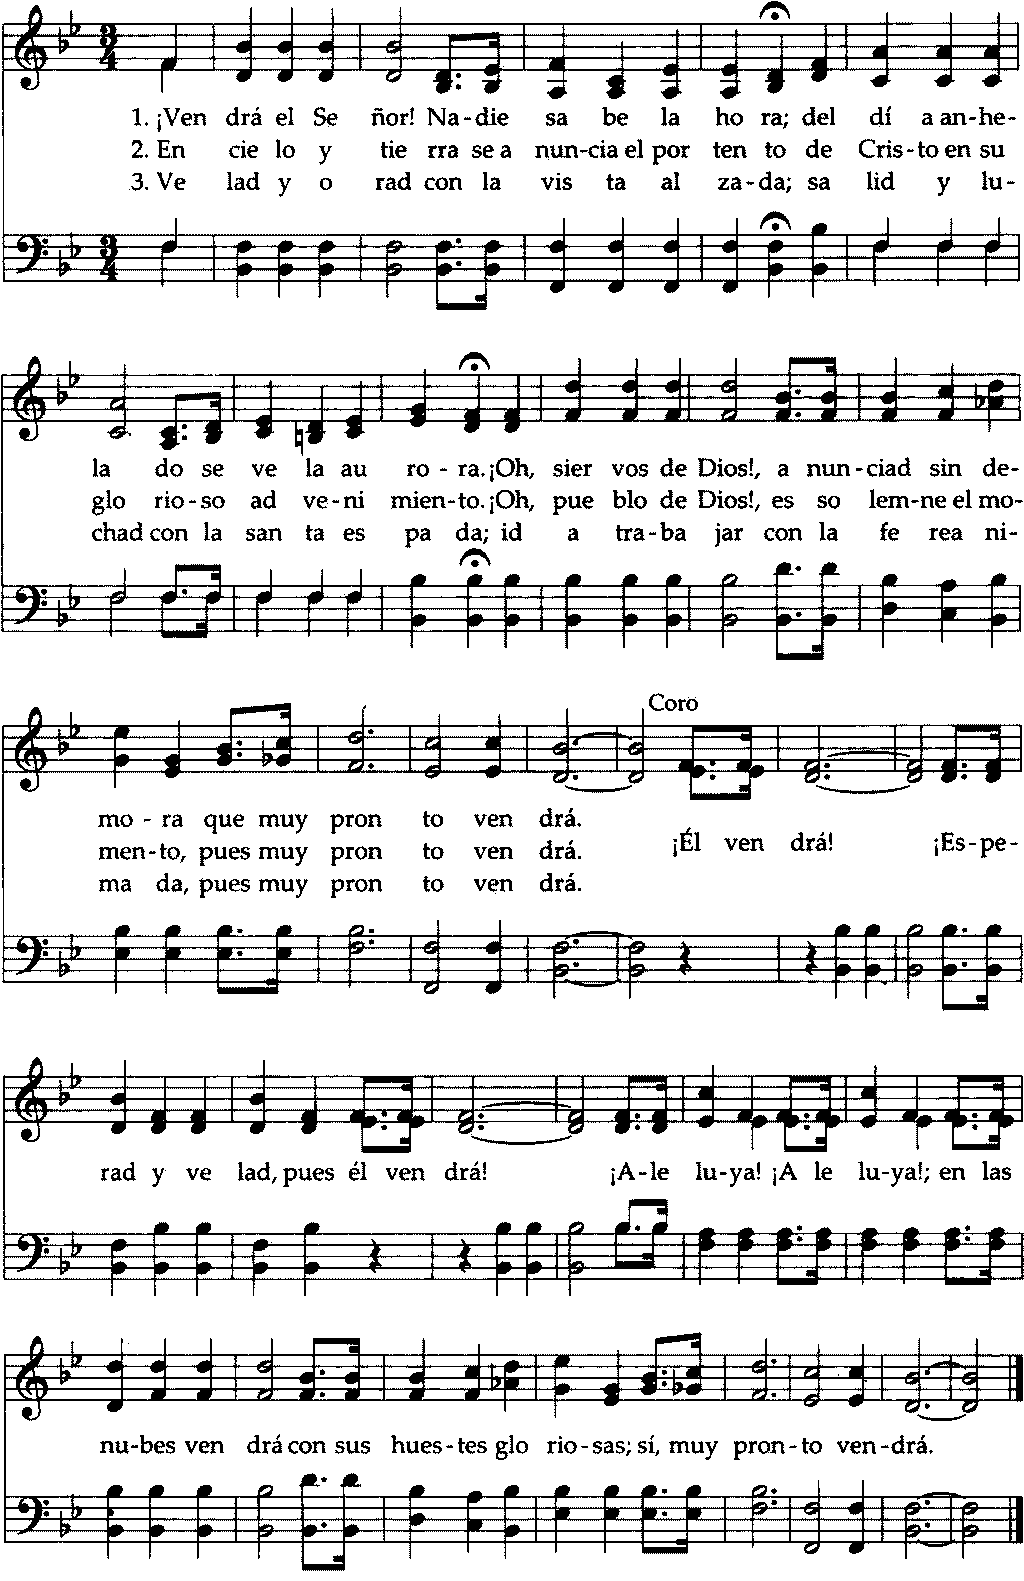 1. ¡Ven drá el Se ñor! Na-die sa be la ho ra; del dí a an-he-
2. En cie lo y tie rra se a nun-cia el por ten to de Cris-to en su
3. Ve lad y o rad con la vis ta al za-da; sa lid y lu-
la do se ve la au ro-ra. ¡Oh, sier vos de Dios!, a nun-ciad sin de-
glo rio-so ad ve-ni mien-to. ¡Oh, pue blo de Dios!, es so lem-ne el mo-
chad con la san ta es pa da; id a tra-ba jar con la fe rea ni-
Coro
mo-ra que muy pron to ven drá.
men-to, pues muy pron to ven drá. ¡Él ven drá! ¡Es-pe-
ma da, pues muy pron to ven drá.
rad y ve lad, pues él ven drá! ¡A-le lu-ya! ¡A le lu-ya!; en las
nu-bes ven drá con sus hues-tes glo rio-sas; sí, muy pron-to ven-drá.